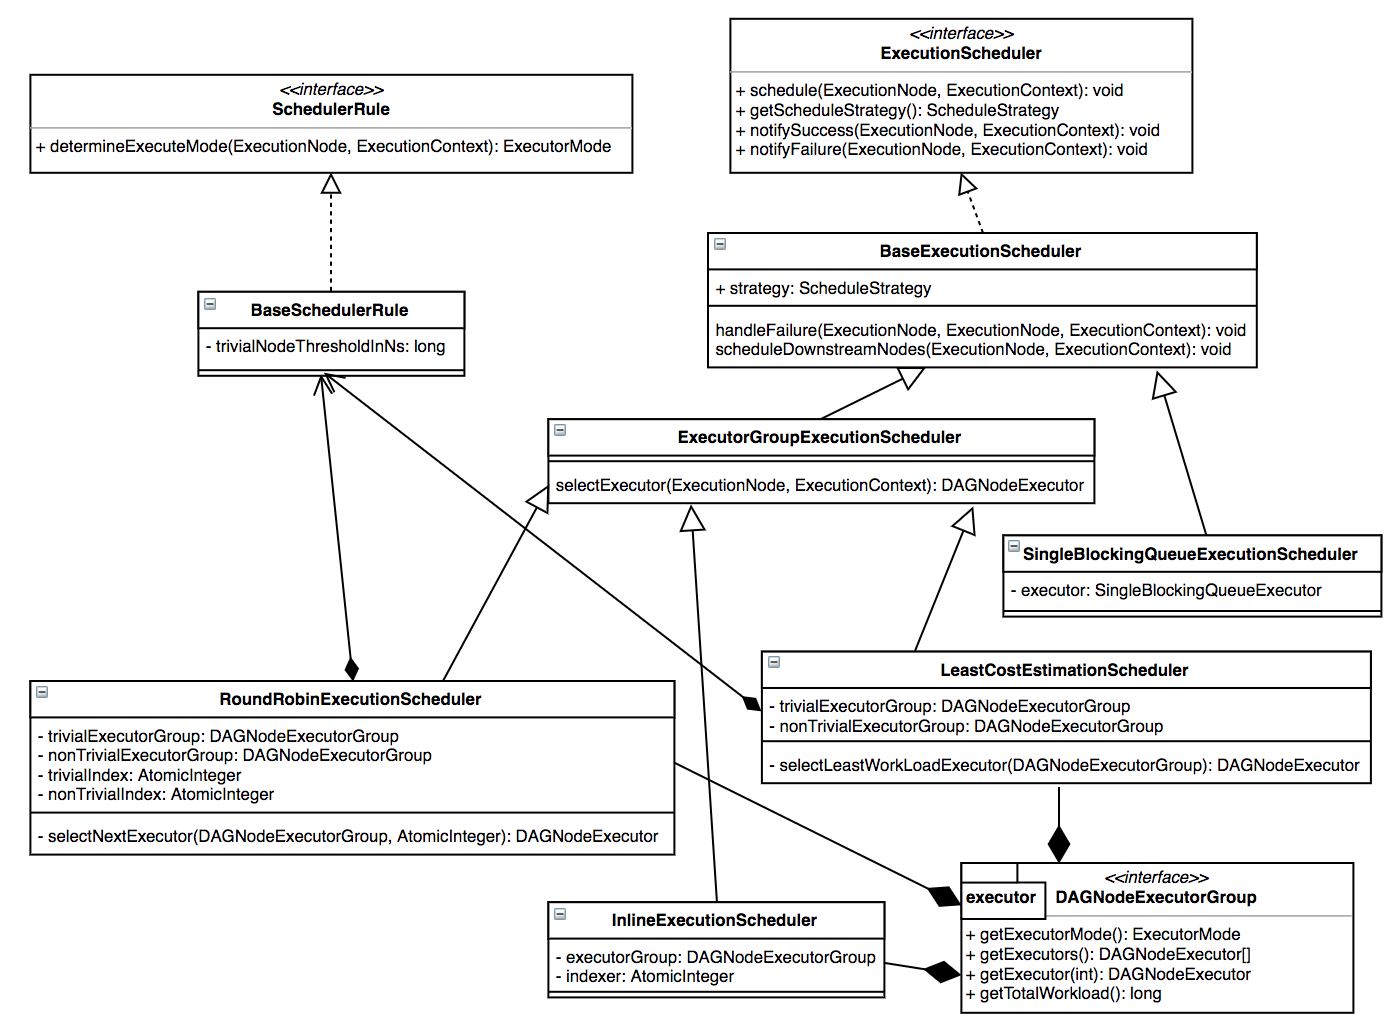 <<interface>>
ExecutionScheduler
+ schedule(ExecutionNode, ExecutionContext): void
+ getScheduleStrategy(): ScheduleStrategy
+ notifySuccess(ExecutionNode, ExecutionContext): void
+ notifyFailure(ExecutionNode, ExecutionContext): void
<<interface>>
SchedulerRule
+ determineExecuteMode(ExecutionNode, ExecutionContext): ExecutorMode
BaseExecutionScheduler
+ strategy: ScheduleStrategy
handleFailure(ExecutionNode, ExecutionNode, ExecutionContext): void
scheduleDownstreamNodes(ExecutionNode, ExecutionContext): void
BaseSchedulerRule
- trivialNodeThresholdInNs: long
ExecutorGroupExecutionScheduler
selectExecutor(ExecutionNode, ExecutionContext): DAGNodeExecutor
SingleBlockingQueueExecutionScheduler
- executor: SingleBlockingQueueExecutor
LeastCostEstimationScheduler
- trivialExecutorGroup: DAGNodeExecutorGroup
- nonTrivialExecutorGroup: DAGNodeExecutorGroup
- selectLeastWorkLoadExecutor(DAGNodeExecutorGroup): DAGNodeExecutor
RoundRobinExecutionScheduler
- trivialExecutorGroup: DAGNodeExecutorGroup
- nonTrivialExecutorGroup: DAGNodeExecutorGroup
- trivialIndex: AtomicInteger
- nonTrivialIndex: AtomicInteger
- selectNextExecutor(DAGNodeExecutorGroup, AtomicInteger): DAGNodeExecutor
InlineExecutionScheduler
- executorGroup: DAGNodeExecutorGroup
- indexer: AtomicInteger
executor
<<interface>>
DAGNodeExecutorGroup
+ getExecutorMode(): ExecutorMode
+ getExecutors(): DAGNodeExecutor[]
+ getExecutor(int): DAGNodeExecutor
+ getTotalWorkload(): long